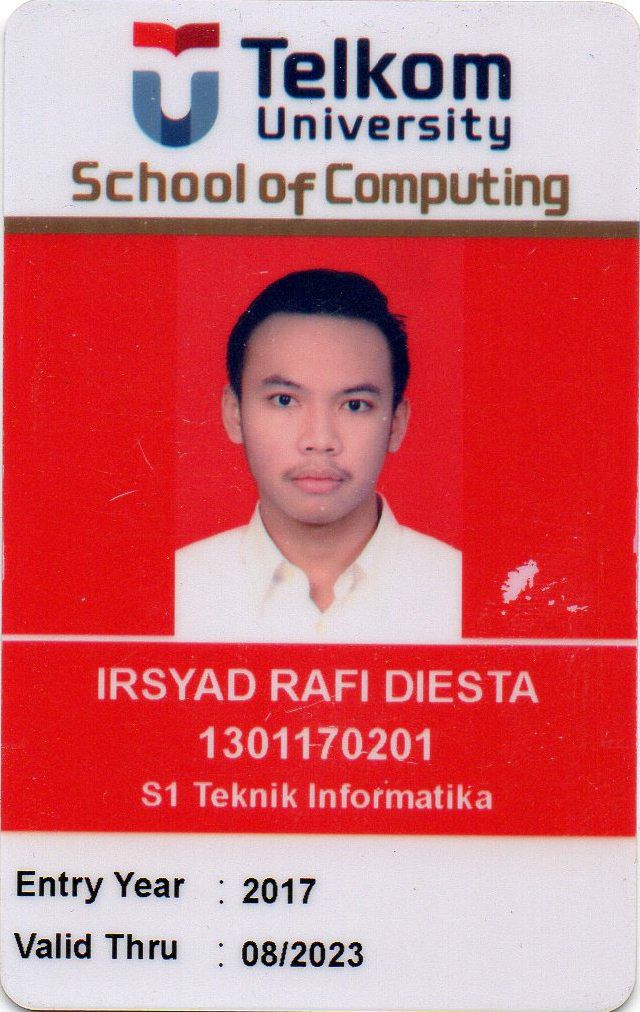 Telkom
University
School of Computing
IRSYAD RAFI DIESTA
1301170201
S1 Teknik Informatika
Entry Year : 2017
Valid Thru : 08/2023